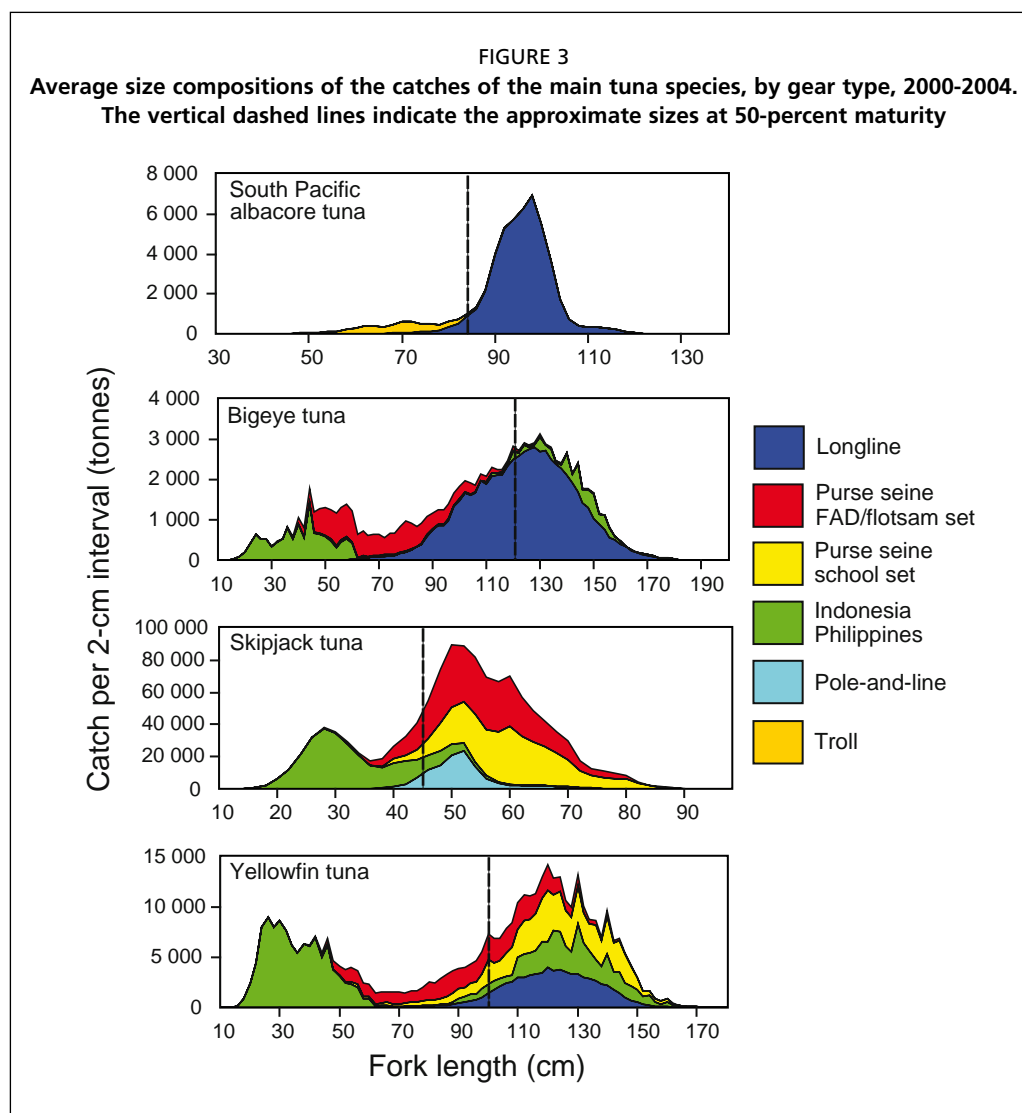 FIGURE 3
Average size compositions of the catches of the main tuna species, by gear type, 2000-2004.
The vertical dashed lines indicate the approximate sizes at 50-percent maturity
Catch per 2-cm interval (tonnes)
8 000
6 000
4 000
2 000
0
South Pacific
albacore tuna
30 50 70 90 110 130
4 000
3 000
2 000
1 000
0
Bigeye tuna
10 30 50 70 90 110 130 150 170 190
100 000
80 000
60 000
40 000
20 000
0
Skipjack tuna
10 20 30 40 50 60 70 80 90
15 000
10 000
5 000
0
Yellowfin tuna
10 30 50 70 90 110 130 150 170
Fork length (cm)
Longline
Purse seine
FAD/flotsam set
Purse seine
school set
Indonesia
Philippines
Pole-and-line
Troll